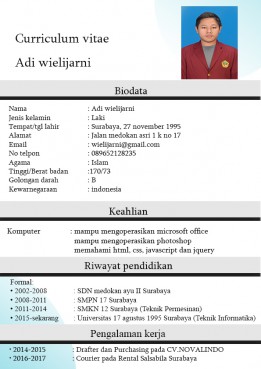 Curriculum vitae
Adi wielijarni
Biodata
Nama : Adi wielijarni
Jenis kelamin : Laki
Tempat/tgl lahir : Surabaya, 27 november 1995
Alamat : Jalan medokan asri 1 k no 17
Email : wielijarni@gmail.com
No telpon : 089652128235
Agama : Islam
Tinggi/Berat badan :170/73
Golongan darah : B
Kewarnegaraan : indonesia
Keahlian
Komputer : mampu mengoperasikan microsoft office
mampu mengoperasikan photoshop
memahami html, css, javascript dan jquery
Riwayat pendidikan
Formal:
• 2002-2008 : SDN medokan ayu II Surabaya
• 2008-2011 : SMPN 17 Surabaya
• 2011-2014 : SMKN 12 Surabaya (Teknik Permesinan)
• 2015-sekarang : Universitas 17 agustus 1995 Surabaya (Teknik Informatika)
Pengalaman kerja
• 2014-2015 : Drafter dan Purchasing pada CV.NOVALINDO
• 2016-2017 : Courier pada Rental Salsabila Surabaya